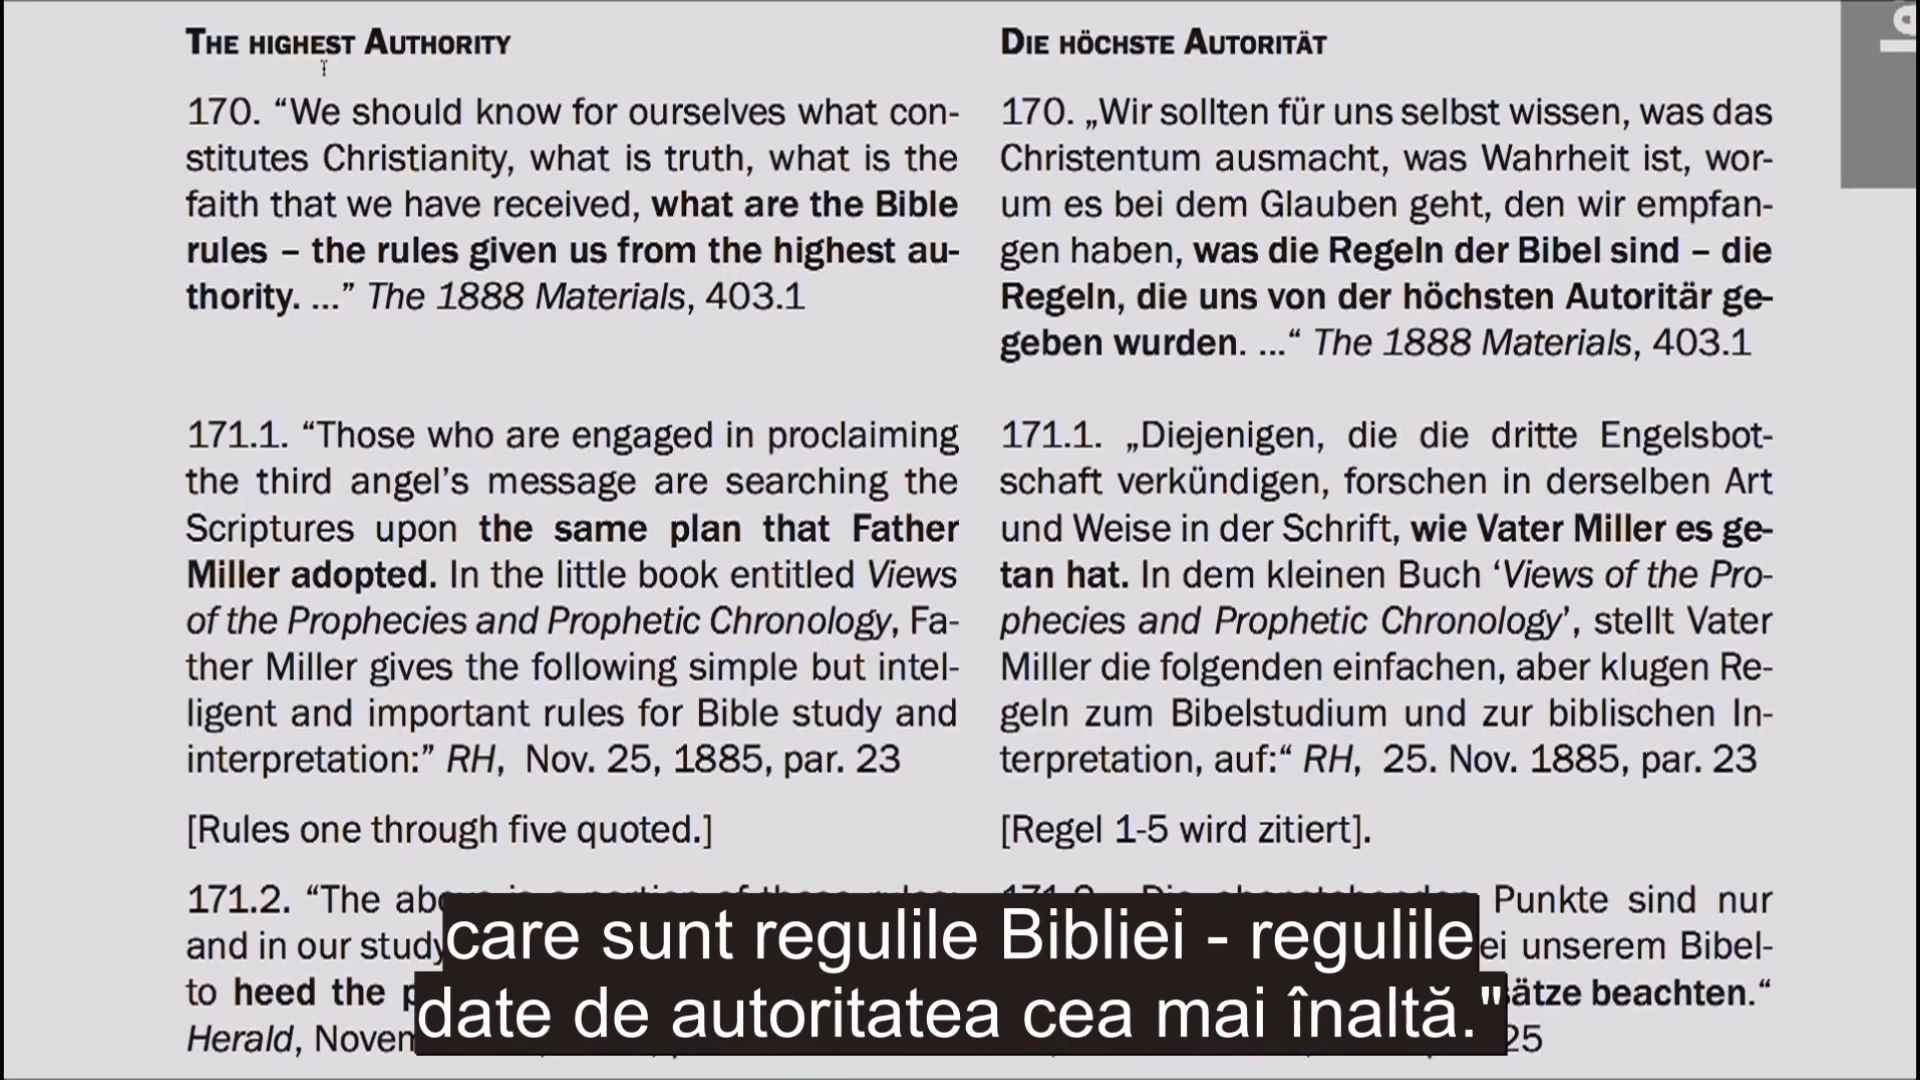 THE HIGHEST AUTHORITY
170. “We should know for ourselves what con-
stitutes Christianity, what is truth, what is the
faith that we have received, what are the Bible
rules – the rules given us from the highest au-
thority. ...” The 1888 Materials, 403.1
171.1. “Those who are engaged in proclaiming
the third angel’s message are searching the
Scriptures upon the same plan that Father
Miller adopted. In the little book entitled Views
of the Prophecies and Prophetic Chronology, Fa-
ther Miller gives the following simple but intel-
ligent and important rules for Bible study and
interpretation:” RH, Nov. 25, 1885, par. 23
[Rules one through five quoted.]
171.2. “The
and in our study
to heed the
Herald,
DIE HÖCHSTE AUTORITÄT
170. „Wir sollten für uns selbst wissen, was das
Christentum ausmacht, was Wahrheit ist, wor-
um es bei dem Glauben geht, den wir empfan-
gen haben, was die Regeln der Bibel sind – die
Regeln, die uns von der höchsten Autoritär ge-
geben wurden. ...“ The 1888 Materials, 403.1
171.1. „Diejenigen, die die dritte Engelsbot-
schaft verkündigen, forschen in derselben Art
und Weise in der Schrift, wie Vater Miller es ge-
tan hat. In dem kleinen Buch ‘Views of the Pro-
phecies and Prophetic Chronology’, stellt Vater
Miller die folgenden einfachen, aber klugen Re-
geln zum Bibelstudium und zur biblischen In-
terpretation, auf:“ RH, 25. Nov. 1885, par. 23
[Regel 1-5 wird zitiert].
Punkte sind nur
unserem Bibel-
beachten.“
25
care sunt regulile Bibliei - regulile
date de autoritatea cea mai înaltă."